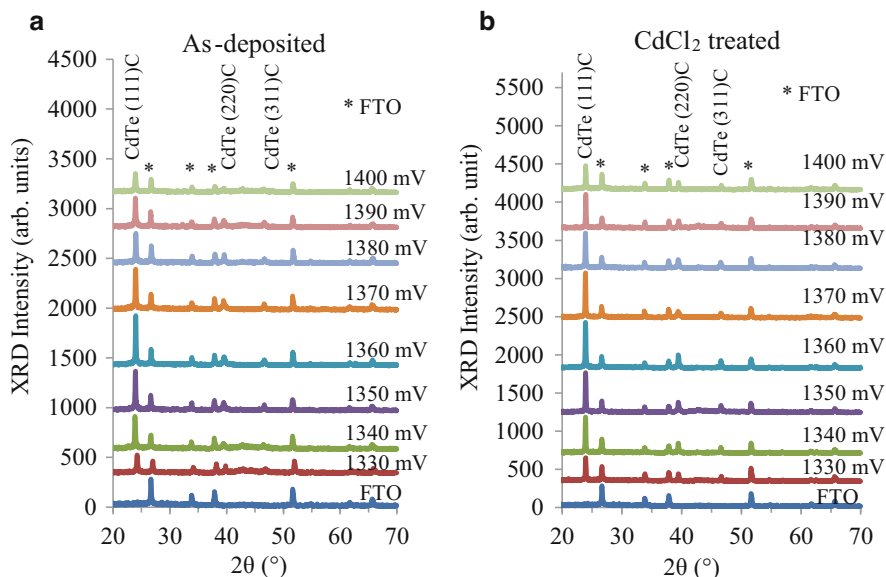 a
As-deposited
4500
4000
3500
3000
2500
2000
1500
1000
500
0
XRD Intensity (arb. units)
CdTe (111)C
CdTe (220)C
CdTe (311)C
* FTO
* * * *
1400 mV
1390 mV
1380 mV
1370 mV
1360 mV
1350 mV
1340 mV
1330 mV
FTO
20 30 40 50 60 70
2θ (°)
b
CdCl₂ treated
5500
5000
4500
4000
3500
3000
2500
2000
1500
1000
500
0
XRD Intensity (arb. unit)
CdTe (111)C
CdTe (220)C
CdTe (311)C
* FTO
* * * *
1400 mV
1390 mV
1380 mV
1370 mV
1360 mV
1350 mV
1340 mV
1330 mV
FTO
20 30 40 50 60 70
2θ (°)